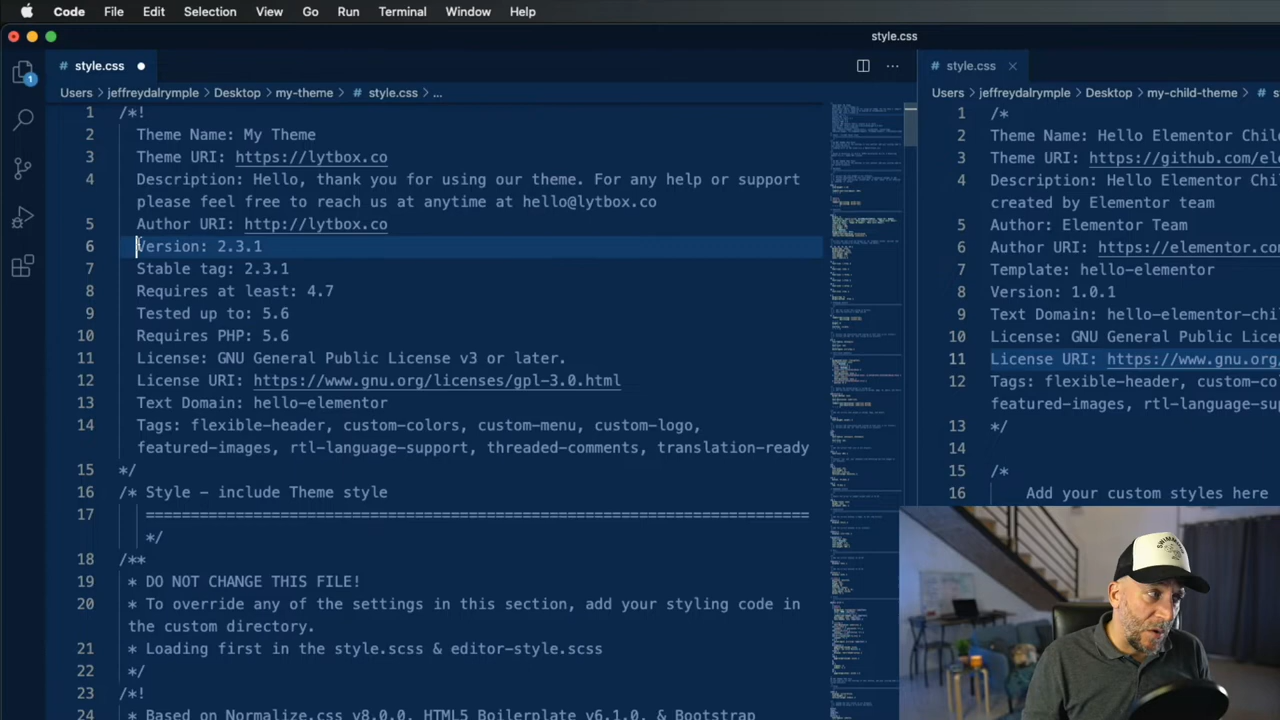 Code File Edit Selection View Go Run Terminal Window Help
style.css
# style.css
Users > jeffreydalrymple > Desktop > my-theme > # style.css > ...
1 /*!
2 Theme Name: My Theme
3 Theme URI: https://lytbox.co
4 Dercription: Hello, thank you for using our theme. For any help or support
please feel free to reach us at anytime at hello@lytbox.co
5 Author URI: http://lytbox.co
6 Version: 2.3.1
7 Stable tag: 2.3.1
8 Requires at least: 4.7
9 Tested up to: 5.6
10 Requires PHP: 5.6
11 License: GNU General Public License v3 or later.
12 License URI: https://www.gnu.org/licenses/gpl-3.0.html
13 Text Domain: hello-elementor
14 Tags: flexible-header, custom-colors, custom-menu, custom-logo,
featured-images, rtl-language-support, threaded-comments, translation-ready
15 */
16 /* Style – include Theme style
17 ==========================================================================
*/
18 /**
19 * DO NOT CHANGE THIS FILE!
20 * To override any of the settings in this section, add your styling code in
the custom directory.
21 * Loading first in the style.scss & editor-style.scss
22 */
23 /*!
24 * Based on Normalize.css v8.0.0, HTML5 Boilerplate v6.1.0, & Bootstrap
# style.css
Users > jeffreydalrymple > Desktop > my-child-theme > #
1 /*
2 Theme Name: Hello Elementor Chil
3 Theme URI: https://github.com/ele
4 Description: Hello Elementor Chil
created by Elementor team
5 Author: Elementor Team
6 Author URI: https://elementor.com
7 Template: hello-elementor
8 Version: 1.0.1
9 Text Domain: hello-elementor-chi
10 License: GNU General Public Lice
11 License URI: https://www.gnu.org
12 Tags: flexible-header, custom-co
featured-images, rtl-language-sup
13 */
14
15 /*
16 Add your custom styles here
1
SWIMMING